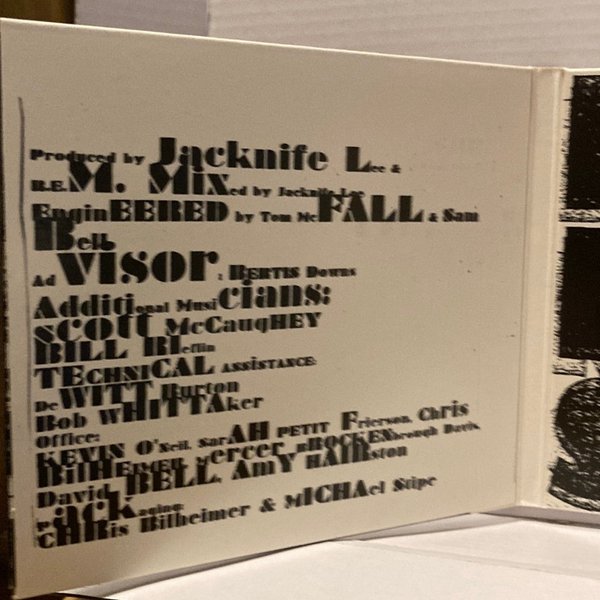 Produced by Jacknife Lee &
R.E.M. Mixed by Jacknife Lee
EnginEERED by Tom McFALL & Sam
Bell
AdVISOR: BERTIS Downs
Additional MusiCians:
SCOTT McCaugHEY
BILL RIeflin
TEChniCAL ASSISTANCE:
DeWITT Burton
Bob WHITTAker
Office:
KEVIN O'Neil, SarAH PETIT Frierson, Chris
BilHEIMER, Mercer BROCKENbrough Davis,
David BELL, AmY HAIRston
PACKaging:
CHRis Bilheimer & MICHAel Stipe